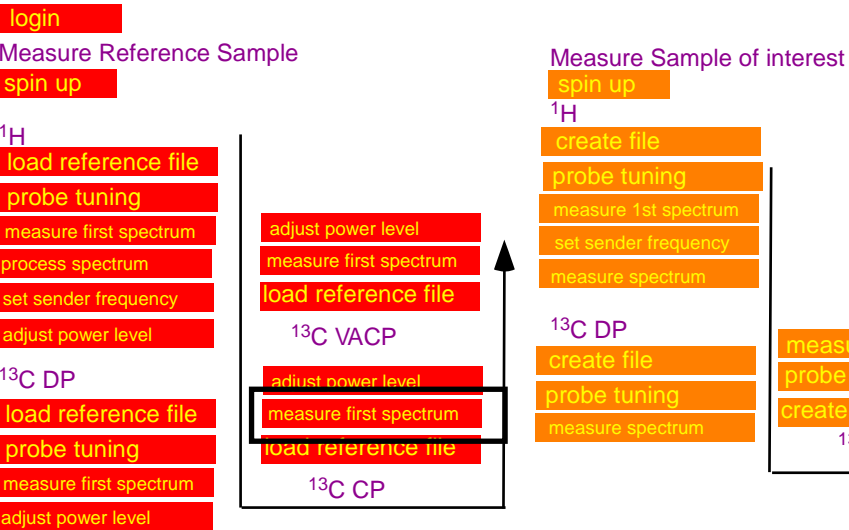 login
Measure Reference Sample
spin up
1H
load reference file
probe tuning
measure first spectrum
process spectrum
set sender frequency
adjust power level
13C DP
load reference file
probe tuning
measure first spectrum
adjust power level
adjust power level
measure first spectrum
load reference file
13C VACP
adjust power level
measure first spectrum
load reference file
13C CP
Measure Sample of interest
spin up
1H
create file
probe tuning
measure 1st spectrum
set sender frequency
measure spectrum
13C DP
create file
probe tuning
measure spectrum
probe
create